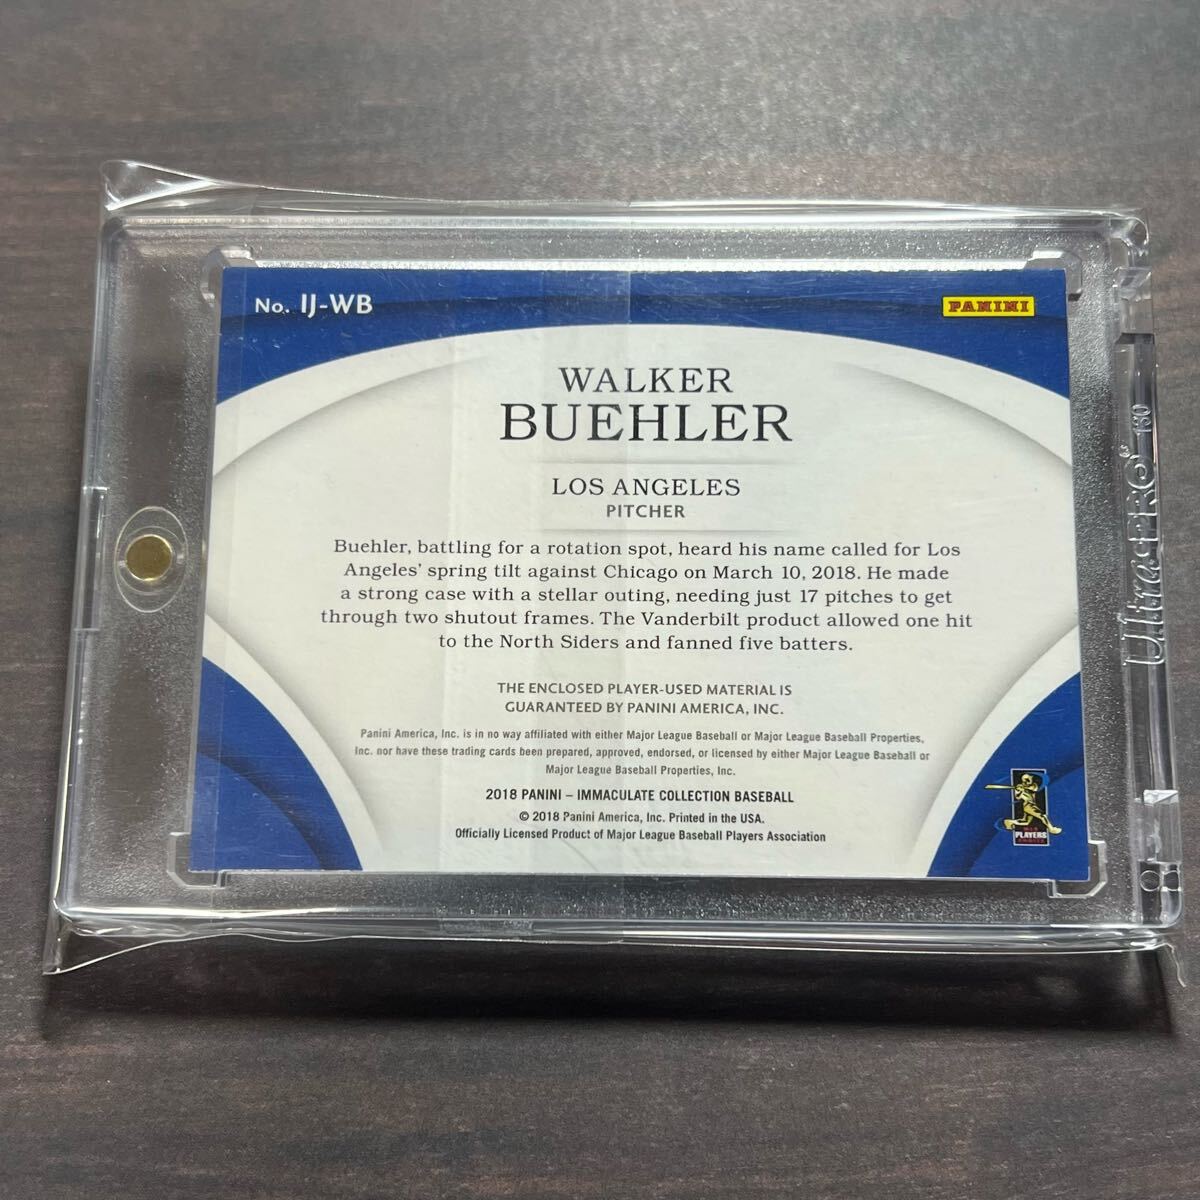 No. IJ-WB
PANINI
WALKER
BUEHLER
LOS ANGELES
PITCHER
Buehler, battling for a rotation spot, heard his name called for Los
Angeles' spring tilt against Chicago on March 10, 2018. He made
a strong case with a stellar outing, needing just 17 pitches to get
through two shutout frames. The Vanderbilt product allowed one hit
to the North Siders and fanned five batters.
THE ENCLOSED PLAYER-USED MATERIAL IS
GUARANTEED BY PANINI AMERICA, INC.
Panini America, Inc. is in no way affiliated with either Major League Baseball or Major League Baseball Properties,
Inc. nor have these trading cards been prepared, approved, endorsed, or licensed by either Major League Baseball or
Major League Baseball Properties, Inc.
2018 PANINI – IMMACULATE COLLECTION BASEBALL
© 2018 Panini America, Inc. Printed in the USA.
Officially Licensed Product of Major League Baseball Players Association
PLAYERS
Ultra•PRO® 130